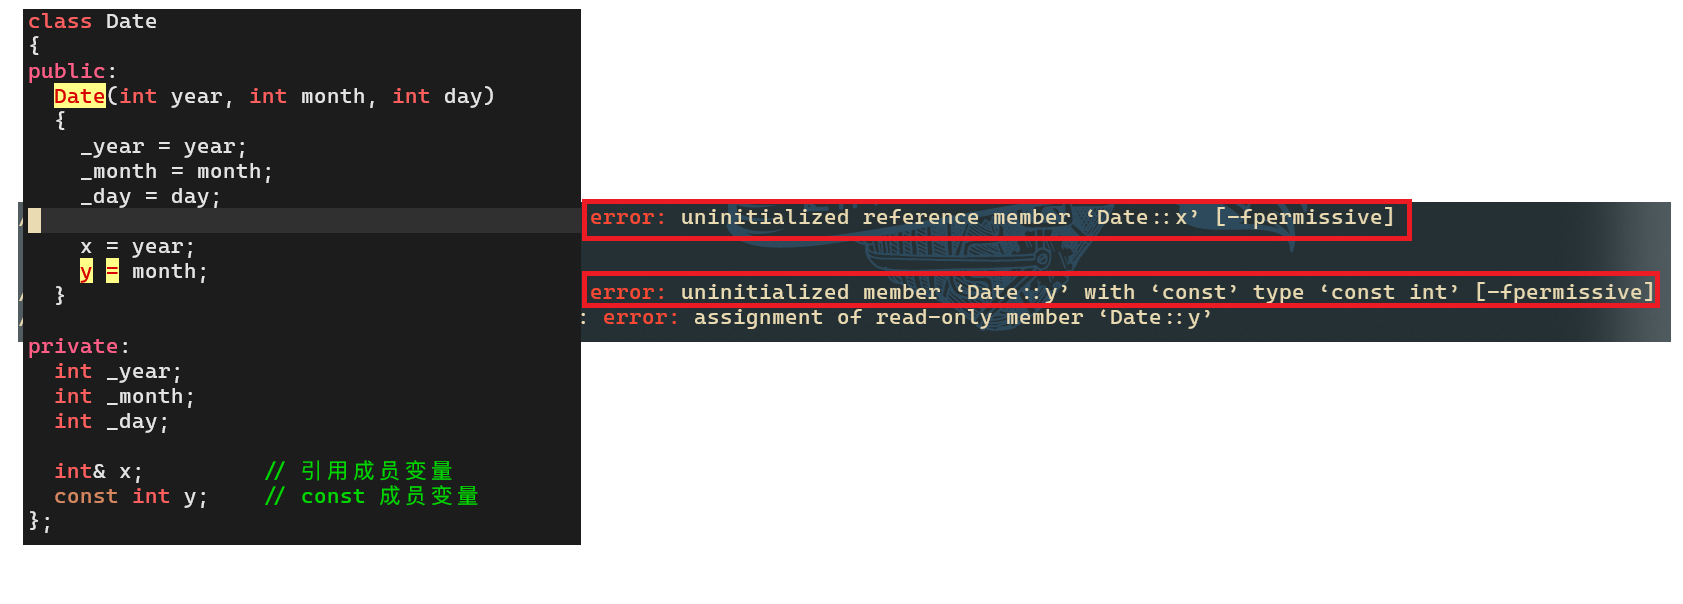 class Date
{
public:
  Date(int year, int month, int day)
  {
    _year = year;
    _month = month;
    _day = day;

    x = year;
    y = month;
  }

private:
  int _year;
  int _month;
  int _day;

  int& x;         // 引用成员变量
  const int y;    // const 成员变量
};
error: uninitialized reference member ‘Date::x’ [-fpermissive]
error: uninitialized member ‘Date::y’ with ‘const’ type ‘const int’ [-fpermissive]
: error: assignment of read-only member ‘Date::y’